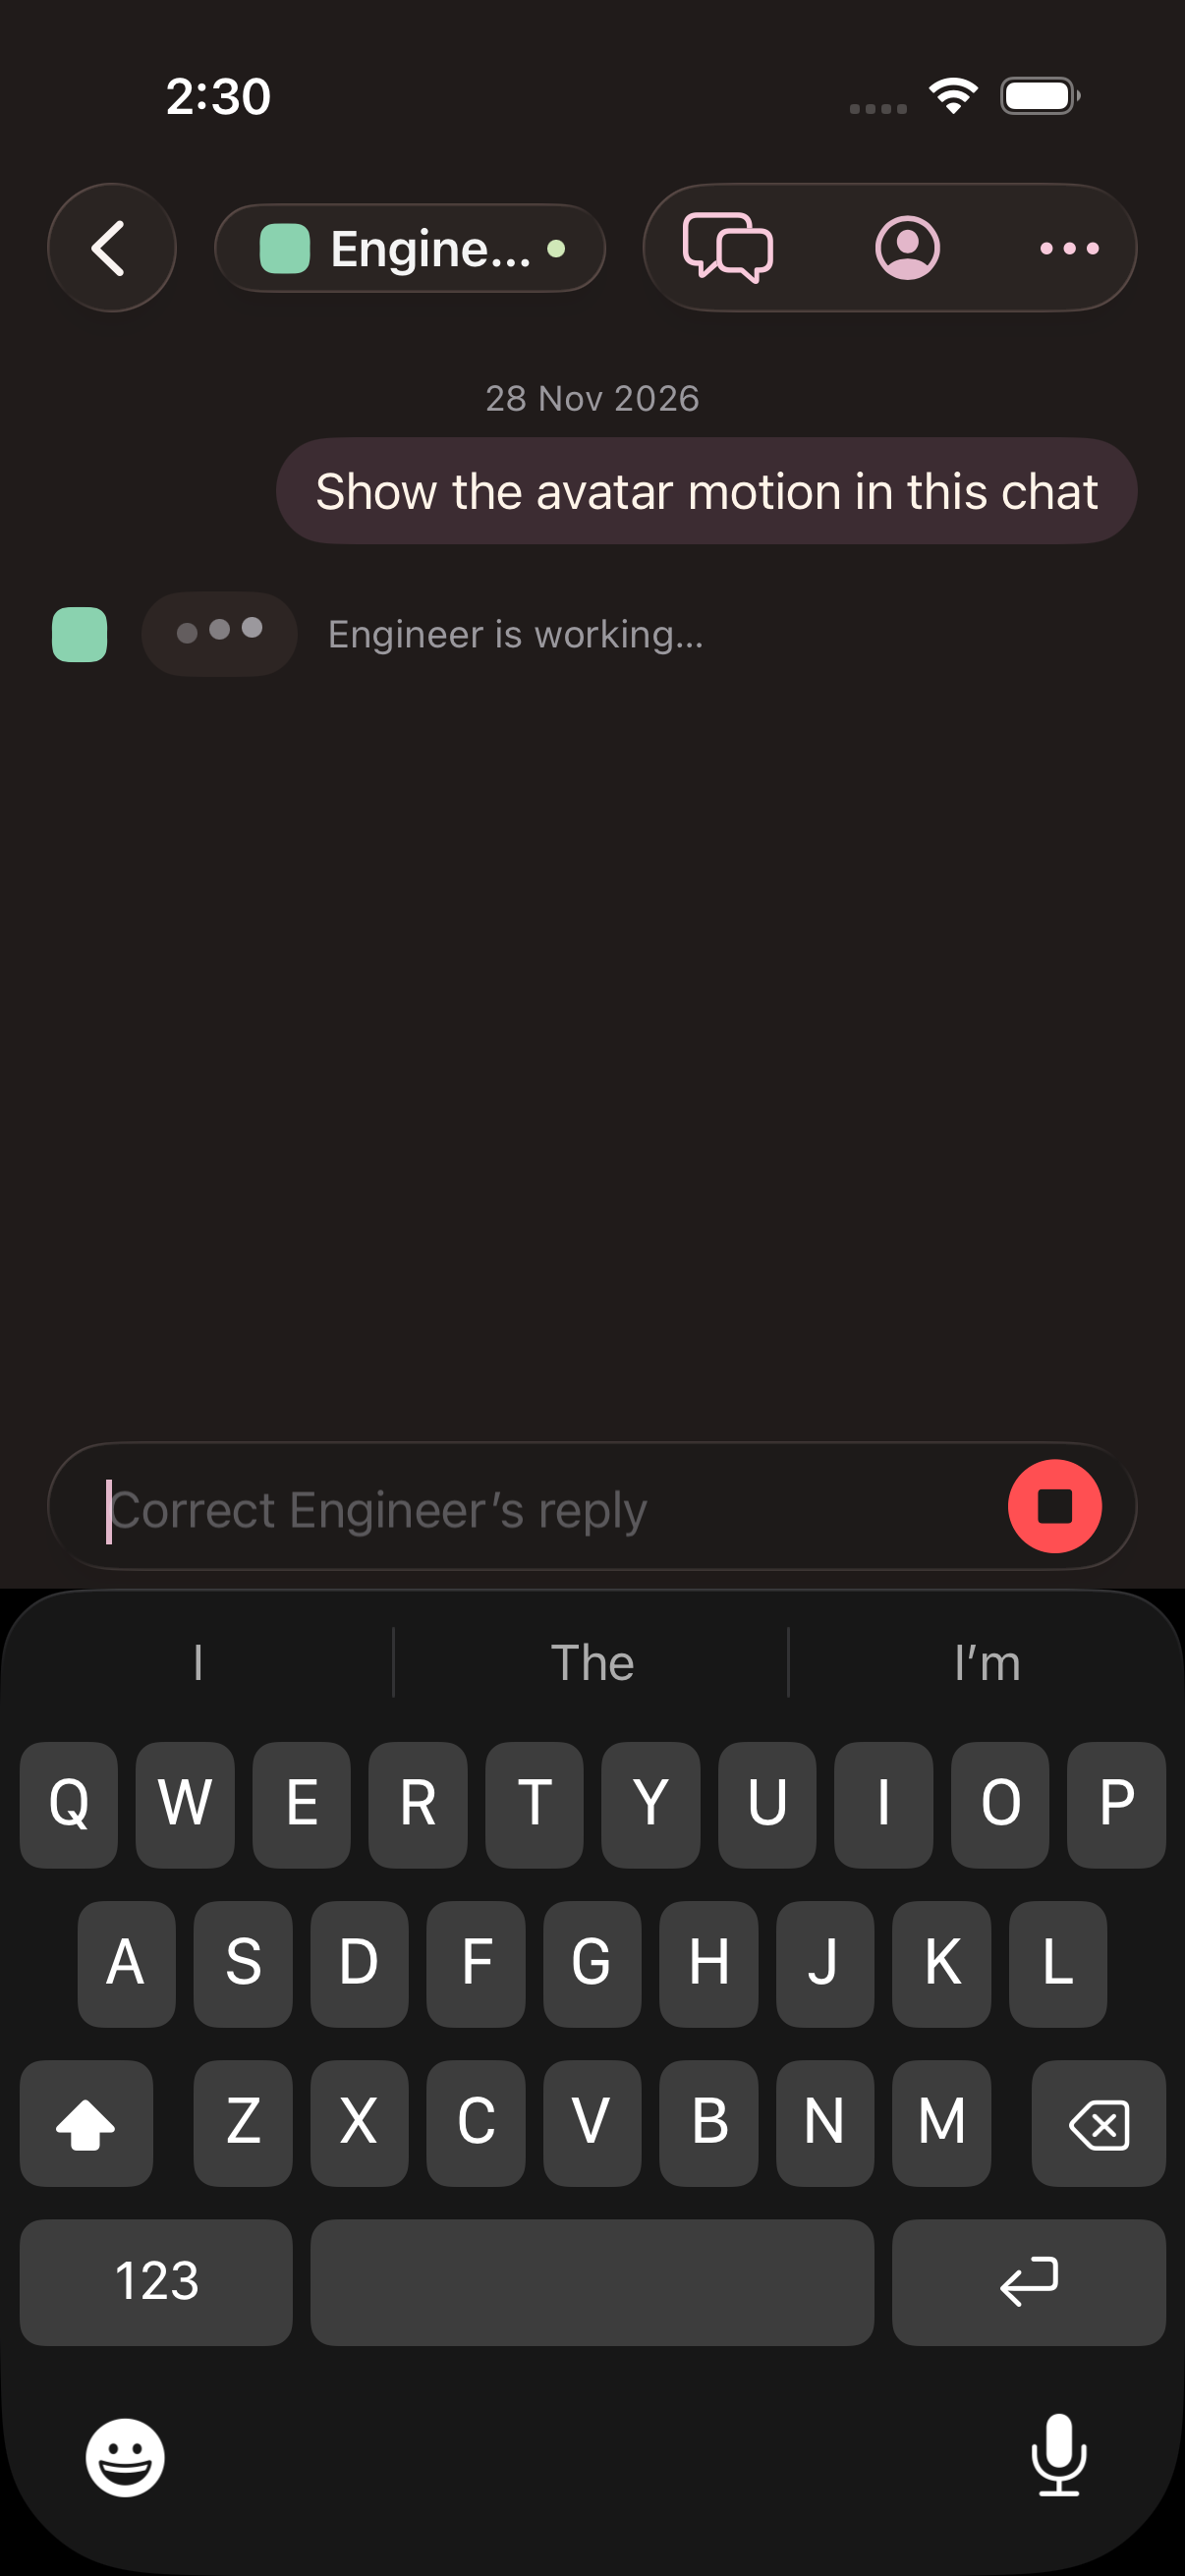 2:30
Engine...
28 Nov 2026
Show the avatar motion in this chat
Engineer is working...
Correct Engineer's reply
I The I'm
Q W E R T Y U I O P
A S D F G H J K L
Z X C V B N M
123